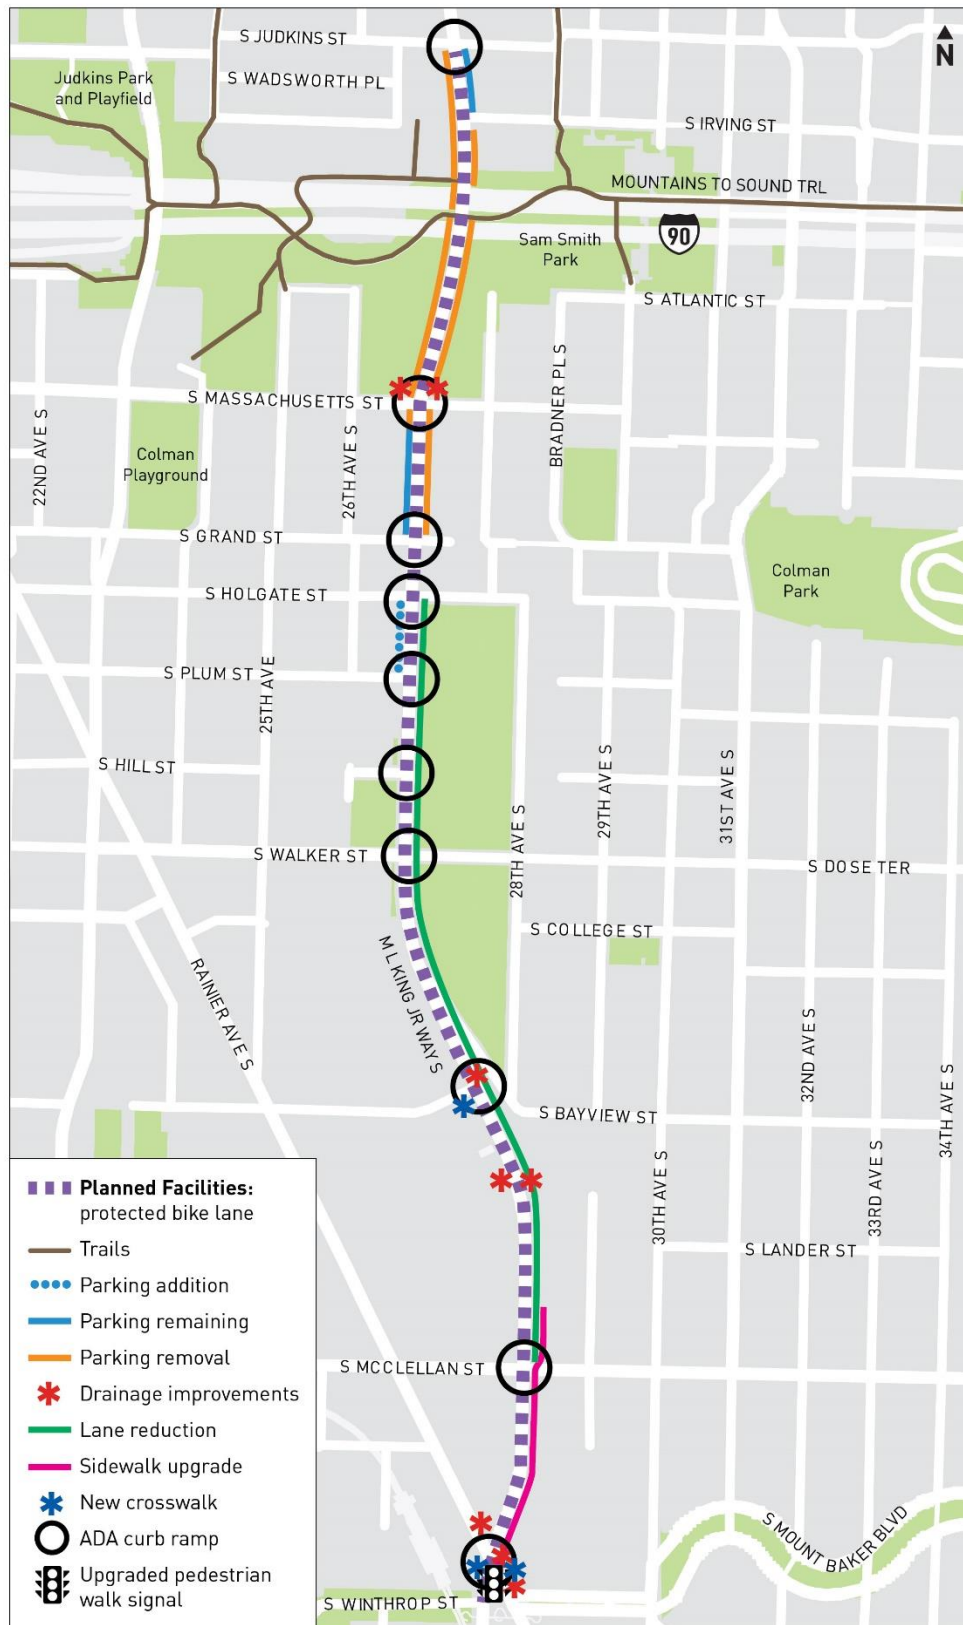 S JUDKINS ST
N
Judkins Park
and Playfield
S WADSWORTH PL
S IRVING ST
MOUNTAINS TO SOUND TRL
90
Sam Smith
Park
S ATLANTIC ST
S MASSACHUSETTS ST
22ND AVE S
Colman
Playground
26TH AVE S
BRADNER PL S
S GRAND ST
S HOLGATE ST
Colman
Park
S PLUM ST
25TH AVE
S HILL ST
29TH AVE S
31ST AVE S
28TH AVE S
S WALKER ST
S DOSE TER
S COLLEGE ST
M L KING JR WAY S
RAINIER AVE S
32ND AVE S
34TH AVE S
S BAYVIEW ST
30TH AVE S
33RD AVE S
S LANDER ST
S MCCLELLAN ST
S MOUNT BAKER BLVD
S WINTHROP ST
Planned Facilities:
protected bike lane
Trails
Parking addition
Parking remaining
Parking removal
Drainage improvements
Lane reduction
Sidewalk upgrade
New crosswalk
ADA curb ramp
Upgraded pedestrian
walk signal